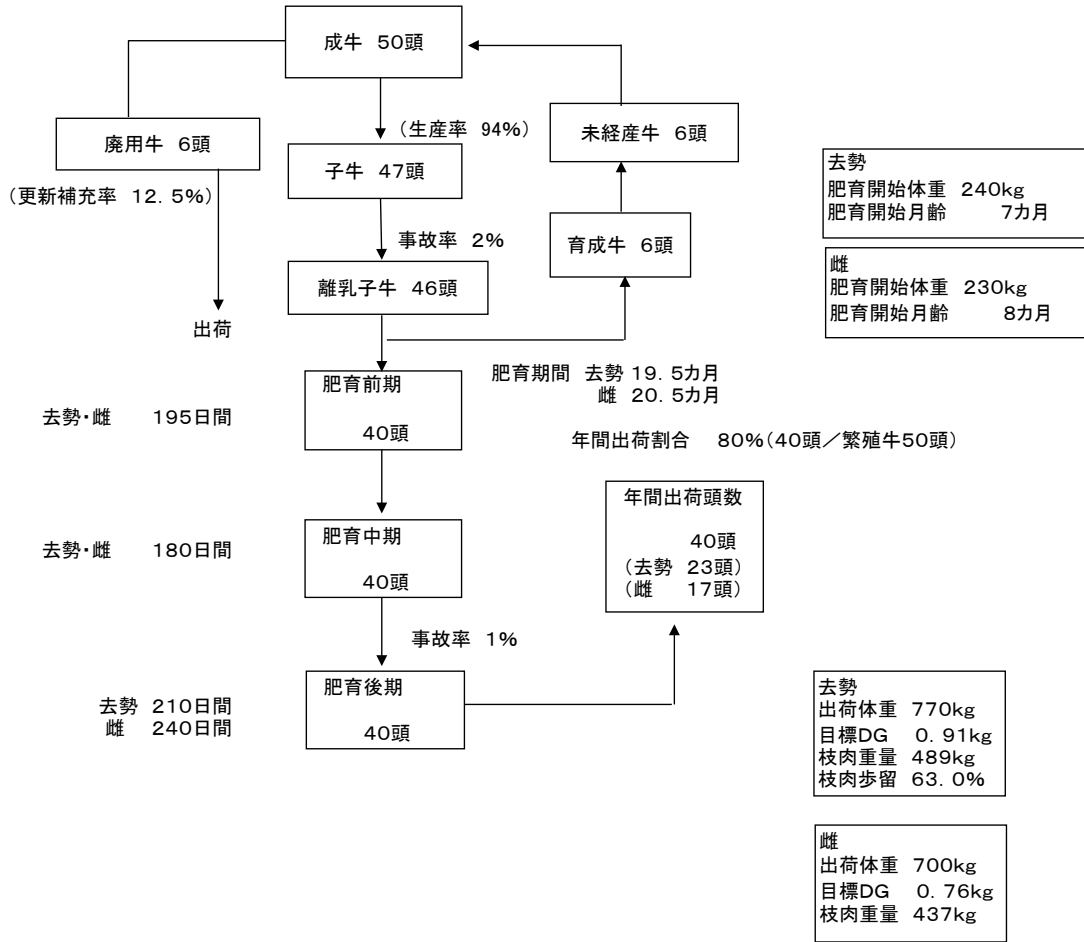 成牛 50頭
(生産率 94%)
廃用牛 6頭
未経産牛 6頭
子牛 47頭
(更新補充率 12.5%)
去勢
肥育開始体重 240kg
肥育開始月齢 7カ月
事故率 2%
育成牛 6頭
離乳子牛 46頭
雌
肥育開始体重 230kg
肥育開始月齢 8カ月
出荷
肥育期間 去勢 19.5カ月
雌 20.5カ月
肥育前期
40頭
去勢・雌 195日間
年間出荷割合 80%(40頭/繁殖牛50頭)
年間出荷頭数
40頭
(去勢 23頭)
(雌 17頭)
肥育中期
40頭
去勢・雌 180日間
事故率 1%
肥育後期
40頭
去勢 210日間
雌 240日間
去勢
出荷体重 770kg
目標DG 0.91kg
枝肉重量 489kg
枝肉歩留 63.0%
雌
出荷体重 700kg
目標DG 0.76kg
枝肉重量 437kg